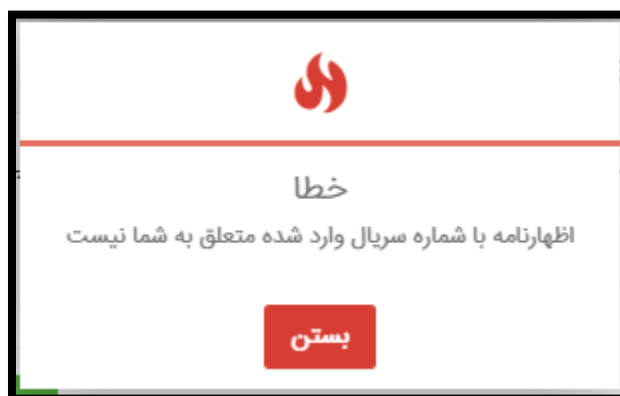 خطا
اظهارنامه با شماره سریال وارد شده متعلق به شما نیست
بستن